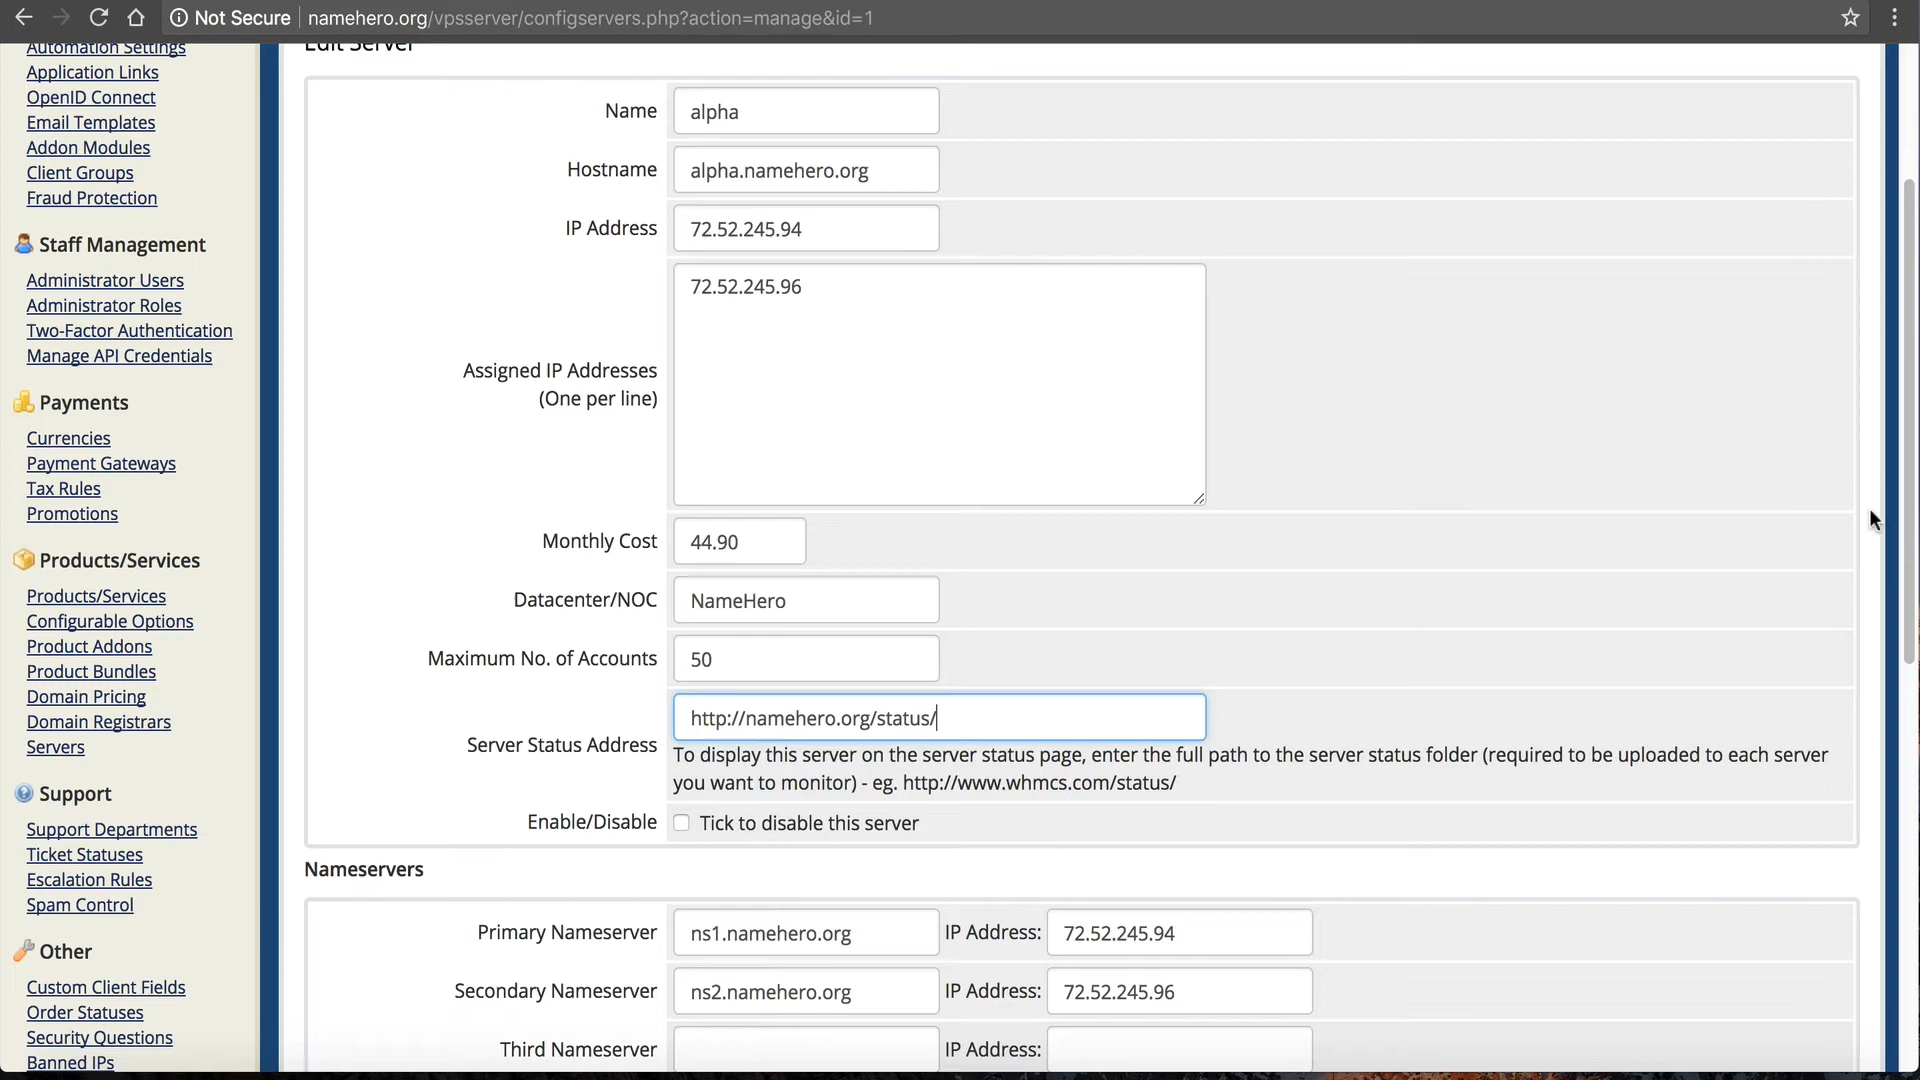 Not Secure namehero.org/vpsserver/configservers.php?action=manage&id=1
Automation Settings
Application Links
OpenID Connect
Email Templates
Addon Modules
Client Groups
Fraud Protection
Staff Management
Administrator Users
Administrator Roles
Two-Factor Authentication
Manage API Credentials
Payments
Currencies
Payment Gateways
Tax Rules
Promotions
Products/Services
Products/Services
Configurable Options
Product Addons
Product Bundles
Domain Pricing
Domain Registrars
Servers
Support
Support Departments
Ticket Statuses
Escalation Rules
Spam Control
Other
Custom Client Fields
Order Statuses
Security Questions
Banned IPs
Edit Server
Name alpha
Hostname alpha.namehero.org
IP Address 72.52.245.94
72.52.245.96
Assigned IP Addresses
(One per line)
Monthly Cost 44.90
Datacenter/NOC NameHero
Maximum No. of Accounts 50
http://namehero.org/status/
Server Status Address
To display this server on the server status page, enter the full path to the server status folder (required to be uploaded to each server
you want to monitor) - eg. http://www.whmcs.com/status/
Enable/Disable Tick to disable this server
Nameservers
Primary Nameserver ns1.namehero.org IP Address: 72.52.245.94
Secondary Nameserver ns2.namehero.org IP Address: 72.52.245.96
Third Nameserver IP Address: